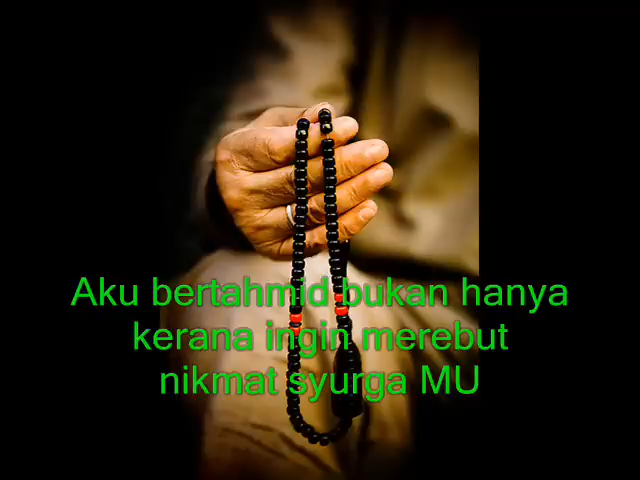 Aku bertahmid bukan hanya
kerana ingin merebut
nikmat syurga MU